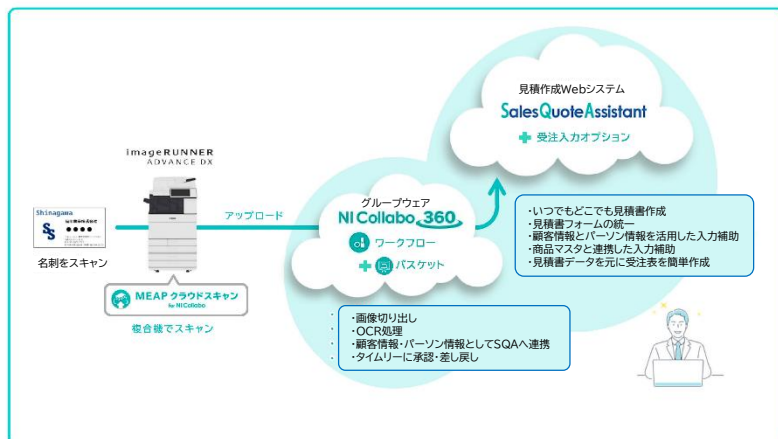 見積作成Webシステム
SalesQuoteAssistant
+ 受注入力オプション
imageRUNNER
ADVANCE DX
アップロード
グループウェア
NI Collabo 360
ワークフロー
+ バスケット
Shinagawa
SS
名刺をスキャン
MEAP クラウドスキャン
for NI Collabo
複合機でスキャン
・いつでもどこでも見積書作成
・見積書フォームの統一
・顧客情報とパーソン情報を活用した入力補助
・商品マスタと連携した入力補助
・見積書データを元に受注表を簡単作成
・画像切り出し
・OCR処理
・顧客情報・パーソン情報としてSQAへ連携
・タイムリーに承認・差し戻し